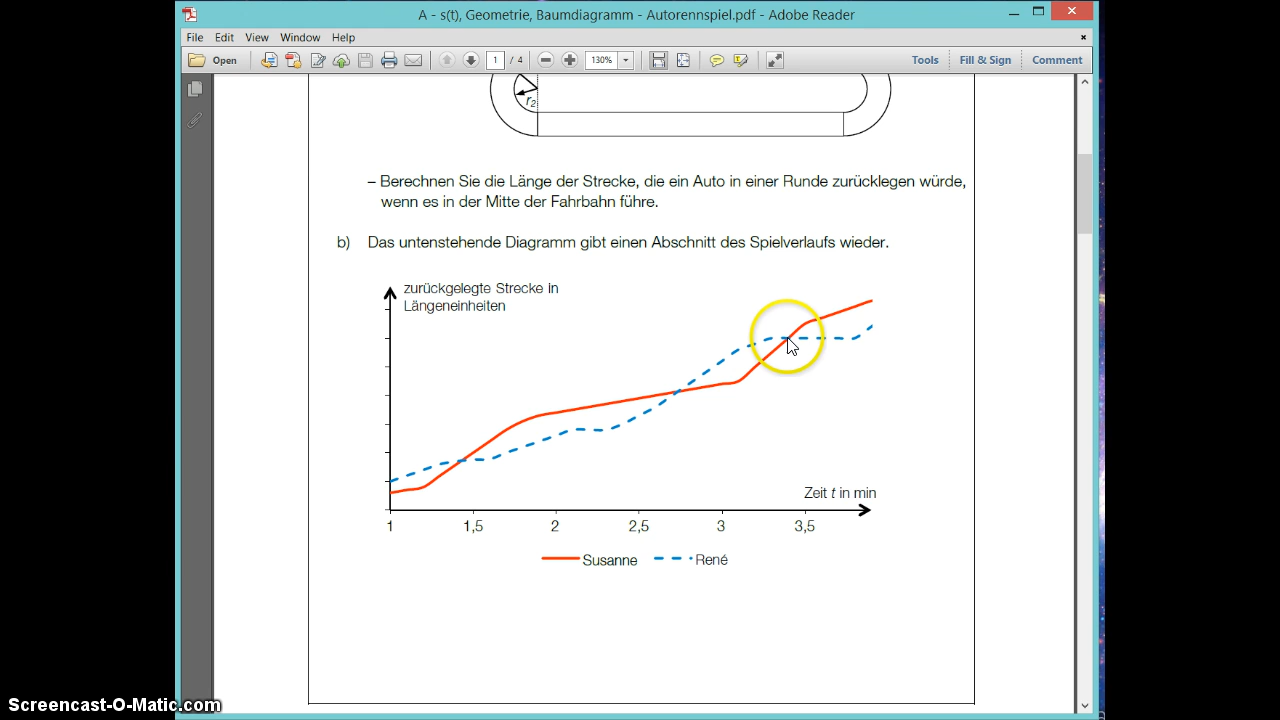 A - s(t), Geometrie, Baumdiagramm - Autorennspiel.pdf - Adobe Reader
File Edit View Window Help
Open 1 / 4 130% Tools Fill & Sign Comment
r2
– Berechnen Sie die Länge der Strecke, die ein Auto in einer Runde zurücklegen würde,
wenn es in der Mitte der Fahrbahn führe.
b) Das untenstehende Diagramm gibt einen Abschnitt des Spielverlaufs wieder.
zurückgelegte Strecke in
Längeneinheiten
Zeit t in min
1 1,5 2 2,5 3 3,5
Susanne René
Screencast-O-Matic.com